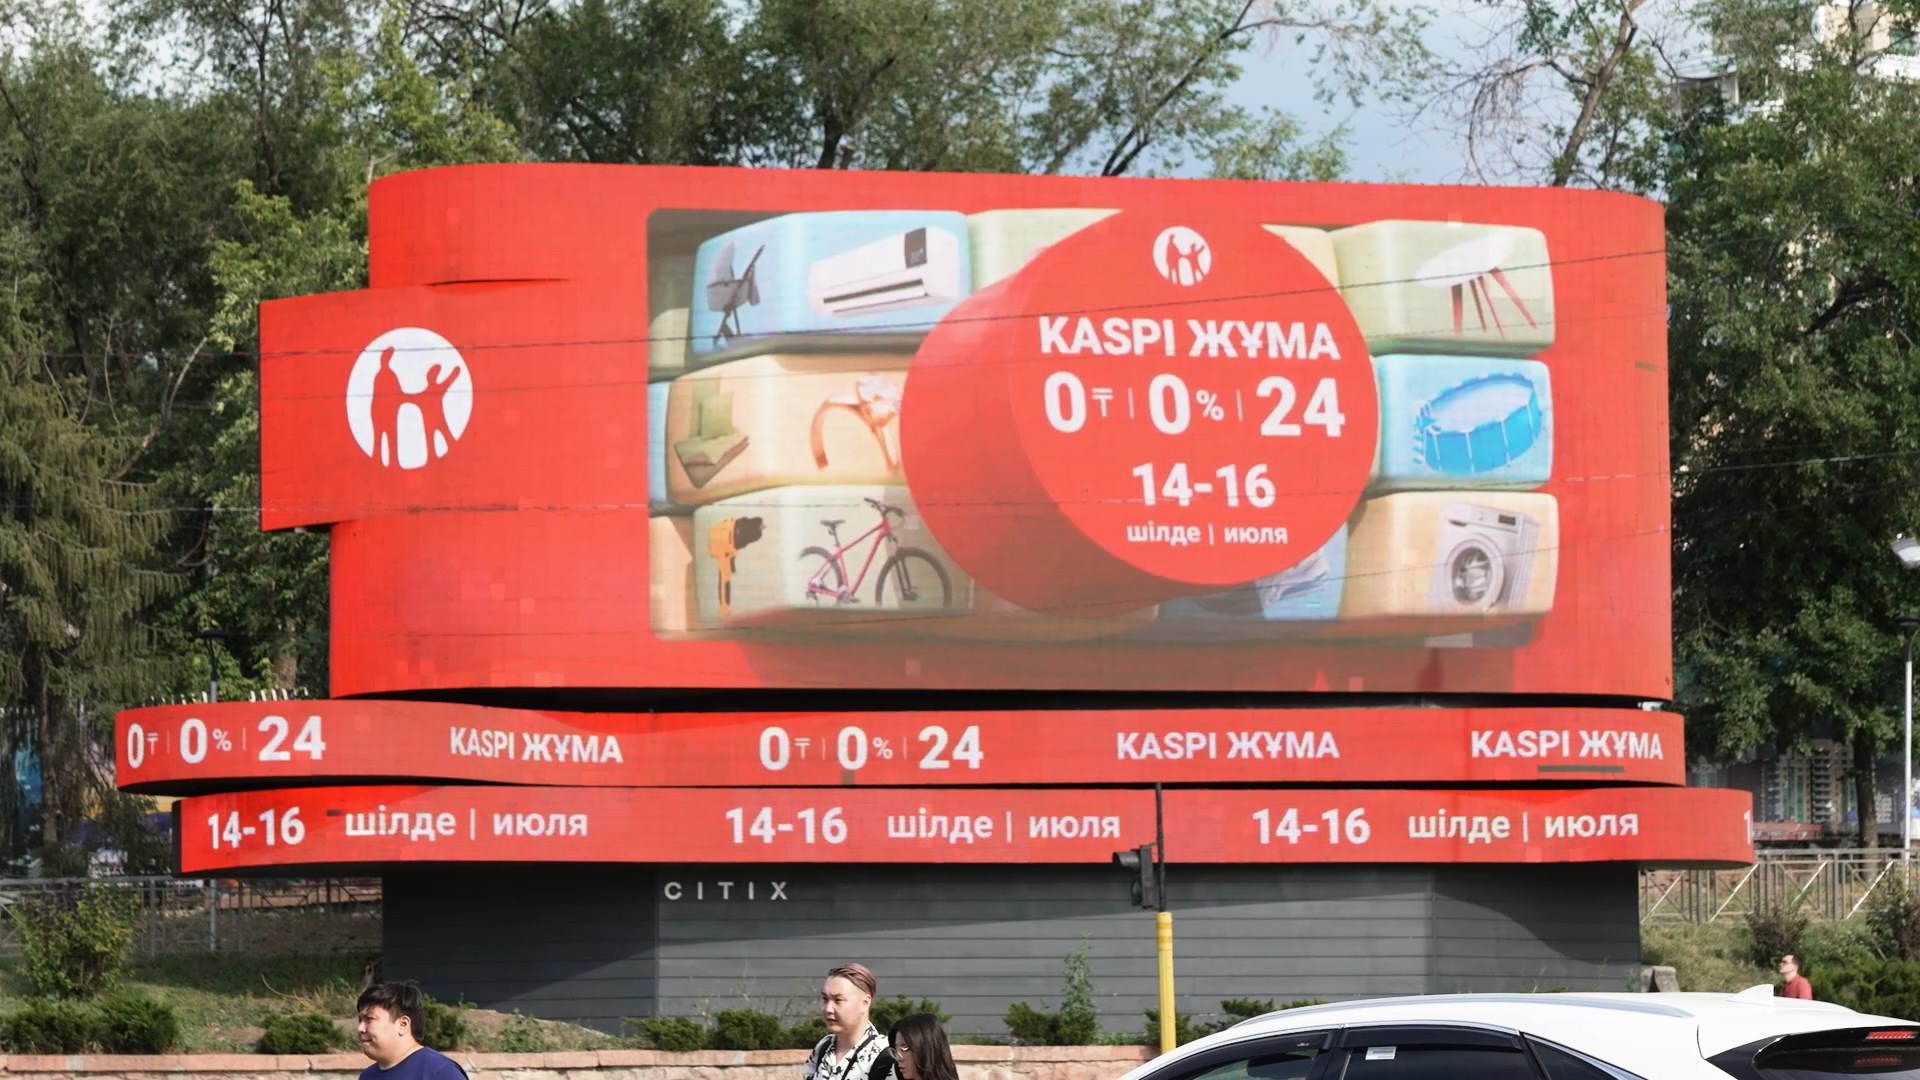 KASPI ЖҰМА
0₸ | 0% | 24
14-16
шілде | июля
0₸ | 0% | 24 KASPI ЖҰМА 0₸ | 0% | 24 KASPI ЖҰМА KASPI ЖҰМА
14-16 шілде | июля 14-16 шілде | июля 14-16 шілде | июля 1
CITIX